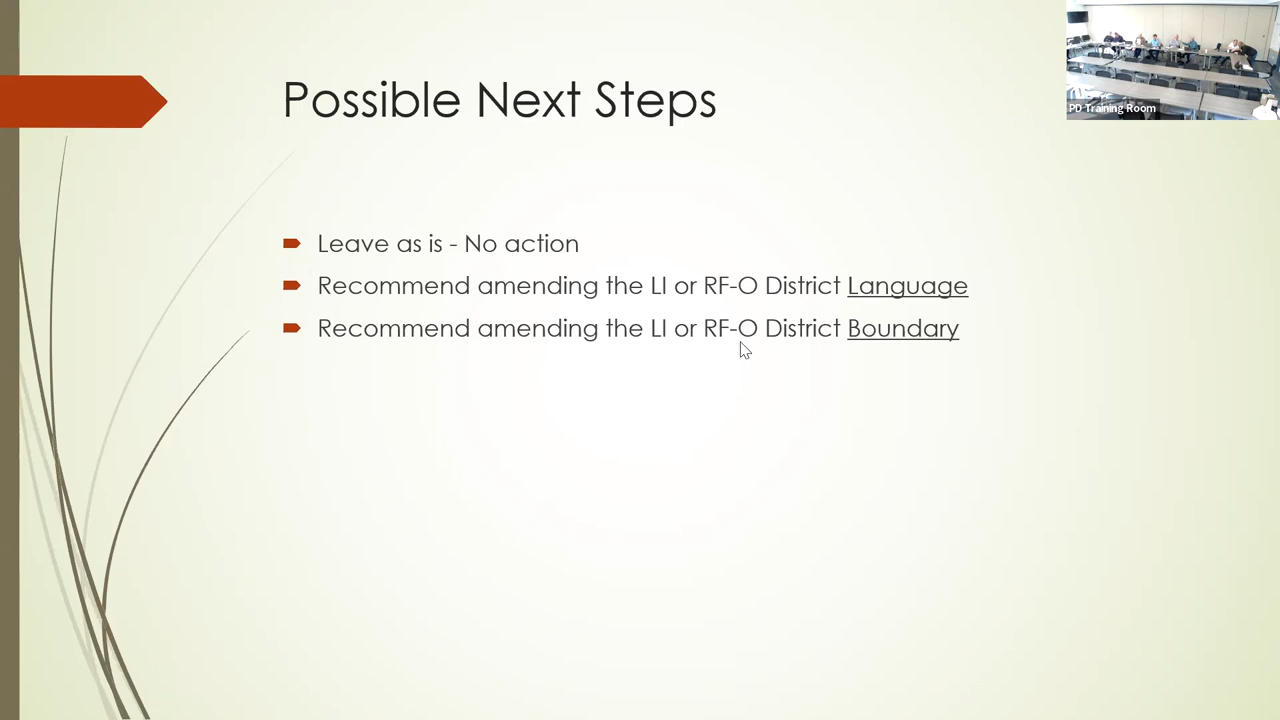 Possible Next Steps
PD Training Room
Leave as is - No action
Recommend amending the LI or RF-O District Language
Recommend amending the LI or RF-O District Boundary